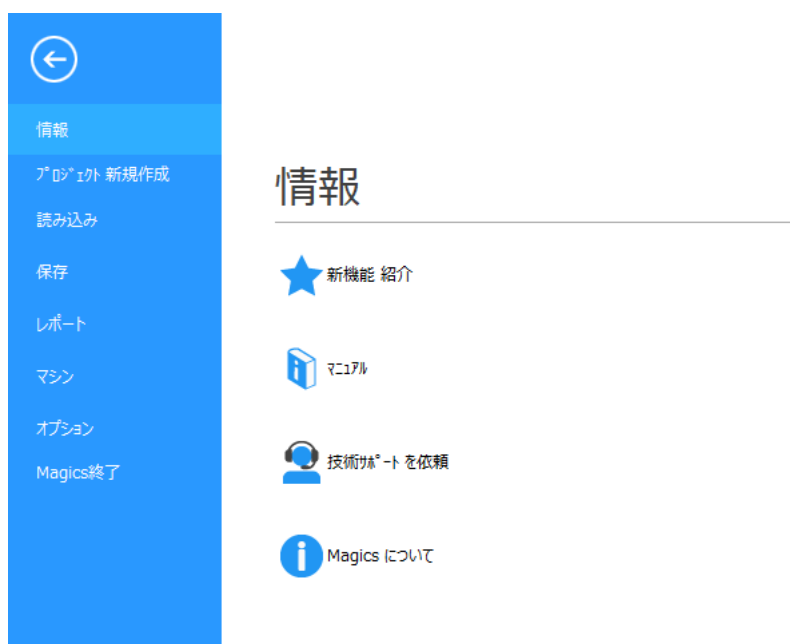 情報
ﾌﾟﾛｼﾞｪｸﾄ 新規作成
読み込み
保存
レポート
マシン
オプション
Magics終了
情報
新機能 紹介
ﾏﾆｭｱﾙ
技術ｻﾎﾟｰﾄ を依頼
Magics について